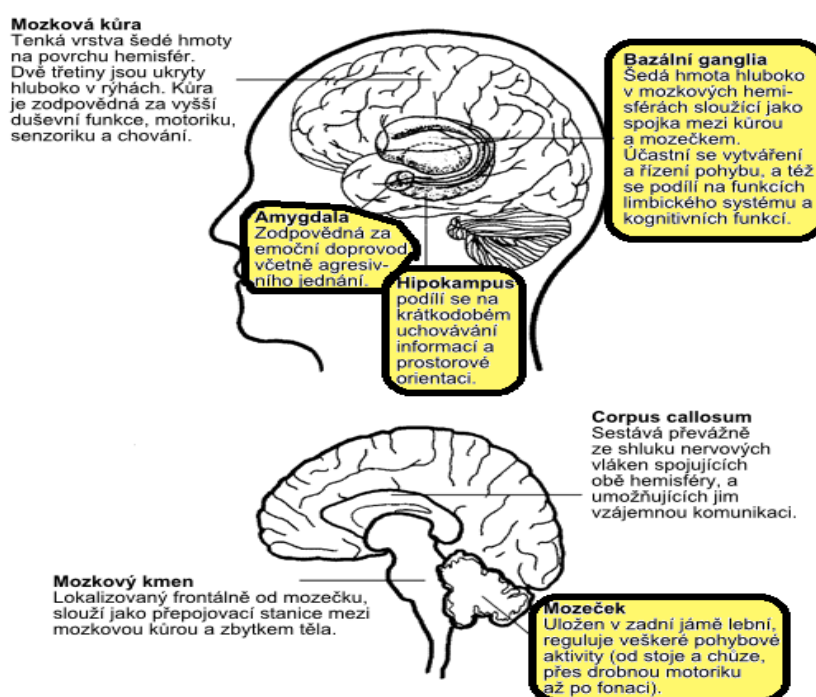 Mozková kůra
Tenká vrstva šedé hmoty
na povrchu hemisfér.
Dvě třetiny jsou ukryty
hluboko v rýhách. Kůra
je zodpovědná za vyšší
duševní funkce, motoriku,
senzoriku a chování.
Bazální ganglia
Šedá hmota hluboko
v mozkových hemi-
sférách sloužící jako
spojka mezi kůrou
a mozečkem.
Účastní se vytváření
a řízení pohybu, a též
se podílí na funkcích
limbického systému a
kognitivních funkcí.
Amygdala
Zodpovědná za
emoční doprovod
včetně agresiv-
ního jednání.
Hipokampus
podílí se na
krátkodobém
uchovávání
informací a
prostorové
orientaci.
Corpus callosum
Sestává převážně
ze shluku nervových
vláken spojujících
obě hemisféry, a
umožňujících jim
vzájemnou komunikaci.
Mozkový kmen
Lokalizovaný frontálně od mozečku,
slouží jako přepojovací stanice mezi
mozkovou kůrou a zbytkem těla.
Mozeček
Uložen v zadní jámě lební,
reguluje veškeré pohybové
aktivity (od stoje a chůze,
přes drobnou motoriku
až po fonaci).